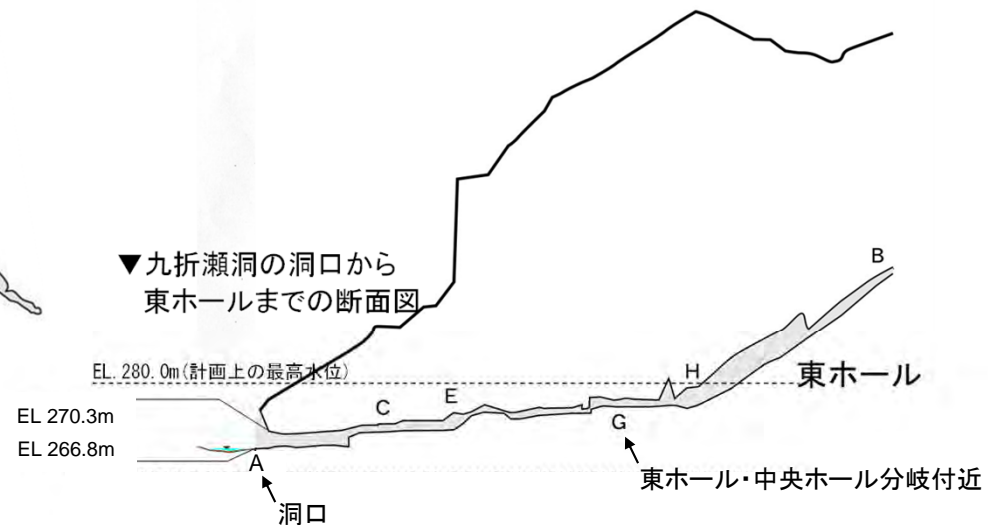 B
▼九折瀬洞の洞口から
東ホールまでの断面図
EL.280.0m(計画上の最高水位)
H
東ホール
EL 270.3m
C
E
EL 266.8m
G
A
東ホール・中央ホール分岐付近
洞口